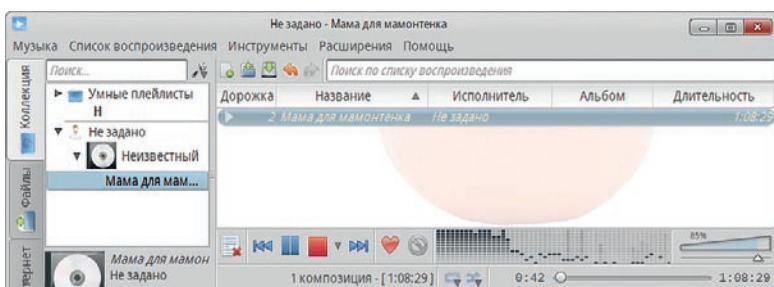 Не задано - Мама для мамонтенка
Музыка Список воспроизведения Инструменты Расширения Помощь
Коллекция
Файлы
Поиск...
Умные плейлисты
Н
Не задано
Неизвестный
Мама для мам...
Мама для мамон
Не задано
Поиск по списку воспроизведения
Дорожка Название Исполнитель Альбом Длительность
2 Мама для мамонтенка Не задано 1:08:29
85%
1 композиция - [1:08:29] 0:42 1:08:29